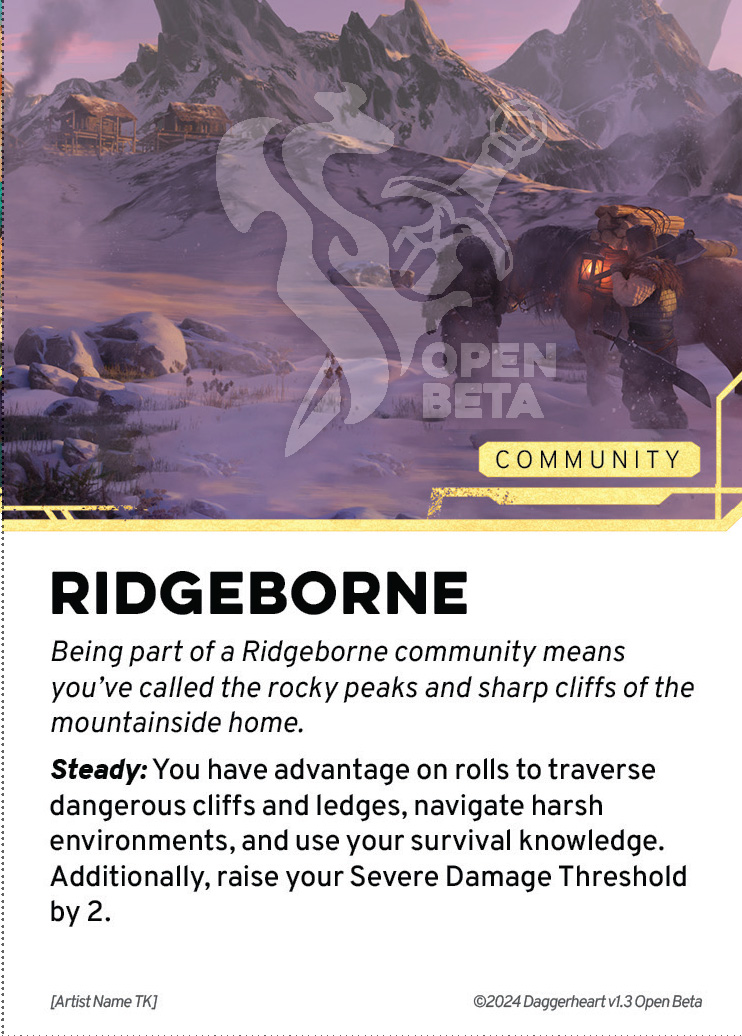 OPEN
BETA
COMMUNITY
RIDGEBORNE
Being part of a Ridgeborne community means
you’ve called the rocky peaks and sharp cliffs of the
mountainside home.
Steady: You have advantage on rolls to traverse
dangerous cliffs and ledges, navigate harsh
environments, and use your survival knowledge.
Additionally, raise your Severe Damage Threshold
by 2.
[Artist Name TK]
©2024 Daggerheart v1.3 Open Beta